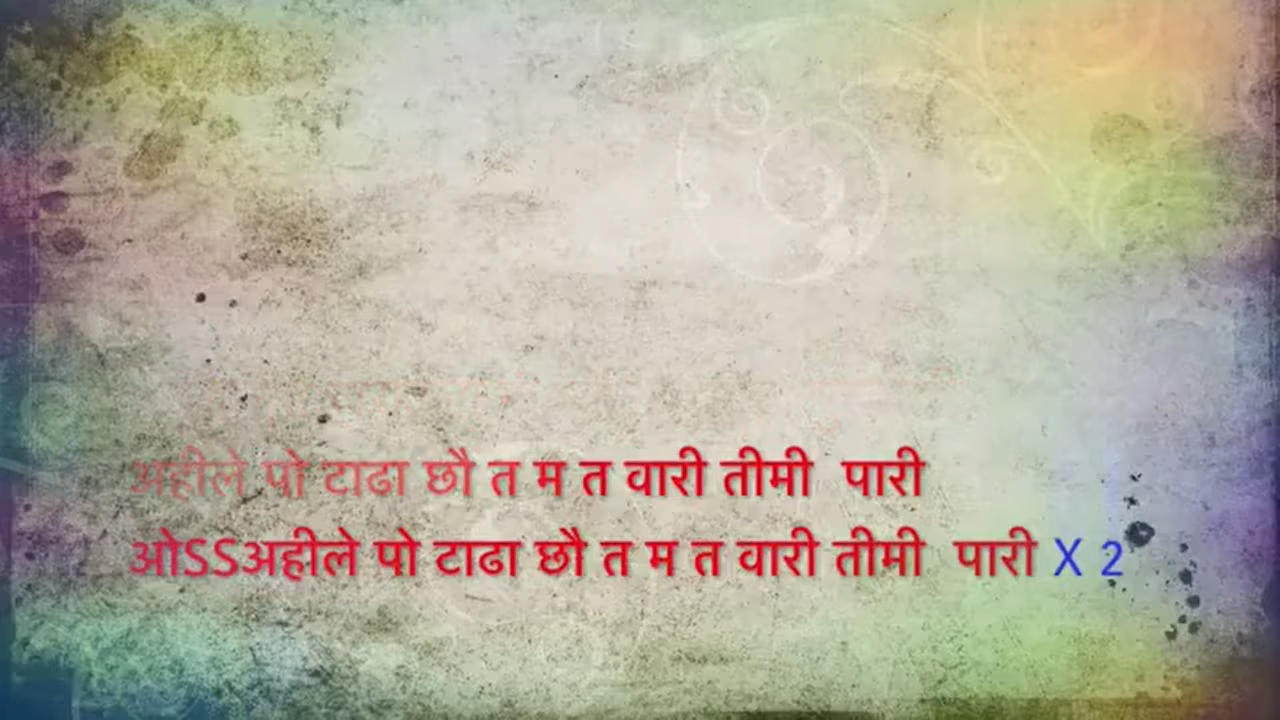 अहीले पो टाढा छौ त म त वारी तीमी पारी
ओSSअहीले पो टाढा छौ त म त वारी तीमी पारी X 2